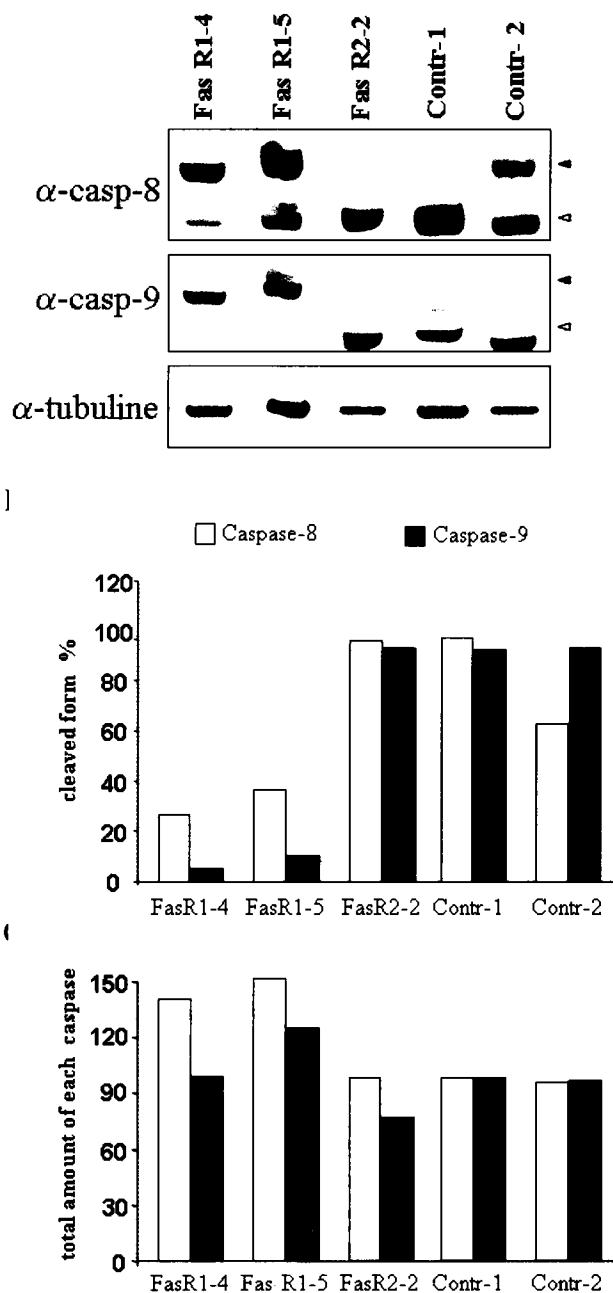 Fas R1-4
Fas R1-5
Fas R2-2
Contr-1
Contr- 2
α-casp-8
α-casp-9
α-tubuline
Caspase-8 Caspase-9
cleaved form %
120
100
80
60
40
20
0
FasR1-4 FasR1-5 FasR2-2 Contr-1 Contr-2
total amount of each caspase
150
120
90
60
30
0
FasR1-4 Fas R1-5 FasR2-2 Contr-1 Contr-2